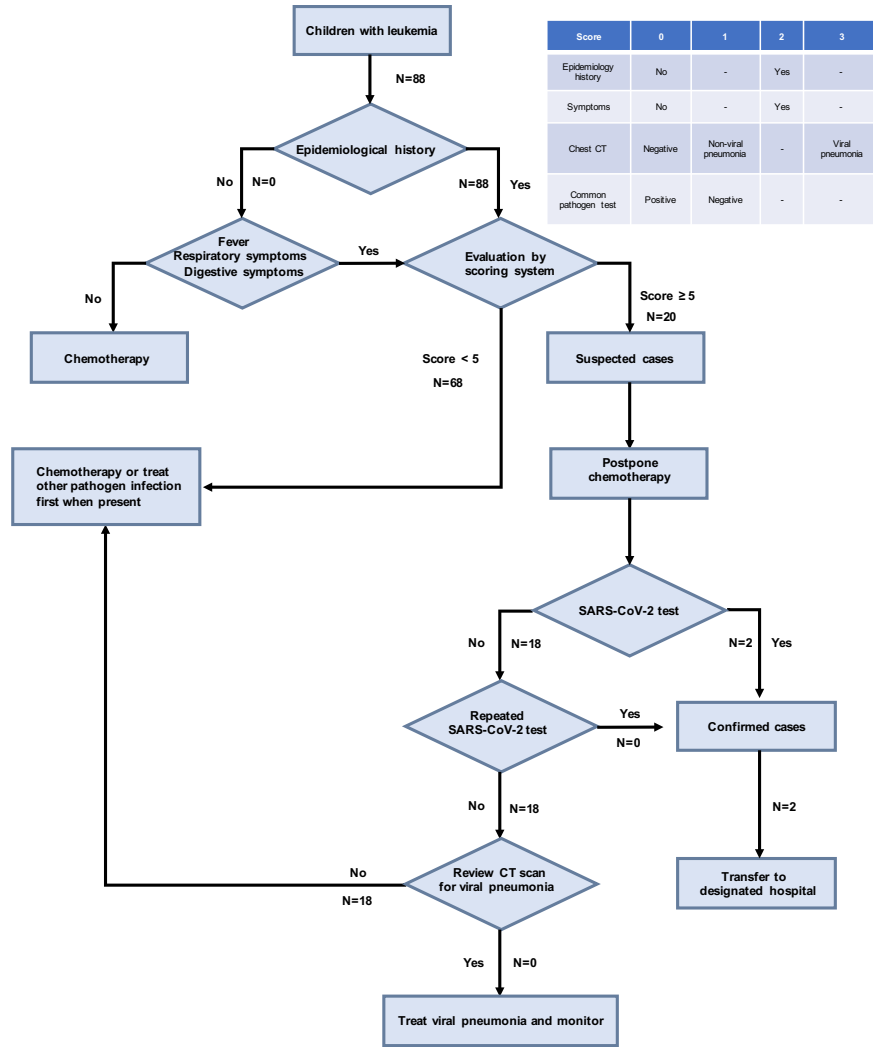 Children with leukemia
N=88
Score 0 1 2 3
Epidemiology
history
No - Yes -
Symptoms No - Yes -
Chest CT Negative Non-viral
pneumonia
- Viral
pneumonia
Common
pathogen test
Positive Negative - -
Epidemiological history
No N=0
N=88 Yes
Fever
Respiratory symptoms
Digestive symptoms
Yes
Evaluation by
scoring system
No
Score ≥ 5
N=20
Chemotherapy
Score < 5
N=68
Suspected cases
Chemotherapy or treat
other pathogen infection
first when present
Postpone
chemotherapy
SARS-CoV-2 test
No N=18
N=2 Yes
Repeated
SARS-CoV-2 test
Yes
N=0
Confirmed cases
No N=18
N=2
Review CT scan
for viral pneumonia
No
N=18
Transfer to
designated hospital
Yes N=0
Treat viral pneumonia and monitor